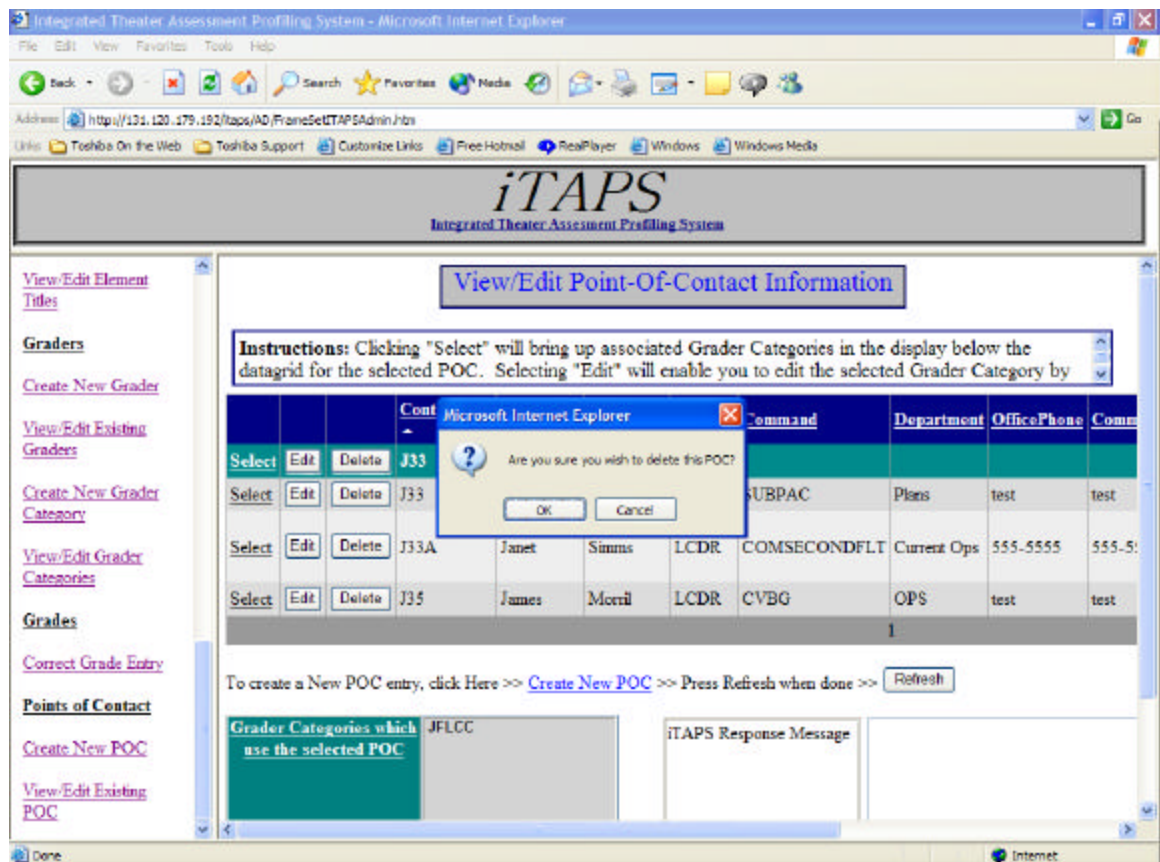 Integrated Theater Assessment Profiling System - Microsoft Internet Explorer
File Edit View Favorites Tools Help
Back Search Favorites Media
Address http://131.120.179.192/itaps/AD/FrameSetITAPSAdmin.htm Go
Links Toshiba On the Web Toshiba Support Customize Links Free Hotmail RealPlayer Windows Windows Media
iTAPS
Integrated Theater Assesment Profiling System
View/Edit Element
Titles
Graders
Create New Grader
View/Edit Existing
Graders
Create New Grader
Category
View/Edit Grader
Categories
Grades
Correct Grade Entry
Points of Contact
Create New POC
View/Edit Existing
POC
View/Edit Point-Of-Contact Information
Instructions: Clicking "Select" will bring up associated Grader Categories in the display below the
datagrid for the selected POC. Selecting "Edit" will enable you to edit the selected Grader Category by
Cont Command Department OfficePhone Comm
Select Edit Delete J33
Select Edit Delete J33 SUBPAC Plans test test
Select Edit Delete J33A Janet Simms LCDR COMSECONDFLT Current Ops 555-5555 555-5
Select Edit Delete J35 James Morril LCDR CVBG OPS test test
1
Microsoft Internet Explorer
Are you sure you wish to delete this POC?
OK Cancel
To create a New POC entry, click Here >> Create New POC >> Press Refresh when done >> Refresh
Grader Categories which
use the selected POC
JFLCC
iTAPS Response Message
Done Internet